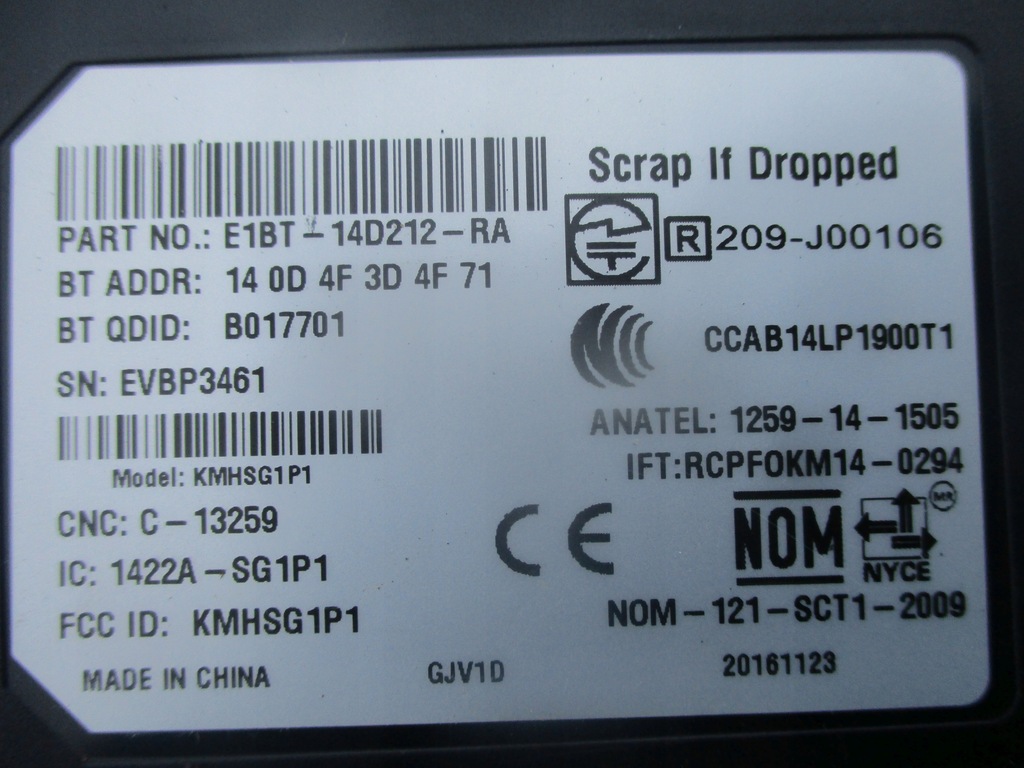 Scrap If Dropped
PART NO.: E1BT-14D212-RA
R 209-J00106
BT ADDR: 14 0D 4F 3D 4F 71
BT QDID: B017701
CCAB14LP1900T1
SN: EVBP3461
ANATEL: 1259-14-1505
Model: KMHSG1P1
IFT:RCPFOKM14-0294
CNC: C-13259
CE
NOM
MR
NYCE
IC: 1422A-SG1P1
FCC ID: KMHSG1P1
NOM-121-SCT1-2009
MADE IN CHINA
GJV1D
20161123